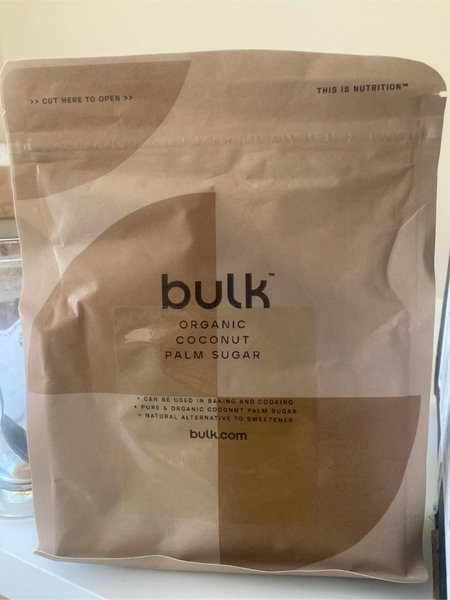 >> CUT HERE TO OPEN >>
THIS IS NUTRITION™
bulk™
ORGANIC
COCONUT
PALM SUGAR
+ CAN BE USED IN BAKING AND COOKING
+ PURE & ORGANIC COCONUT PALM SUGAR
+ NATURAL ALTERNATIVE TO SWEETENER
bulk.com